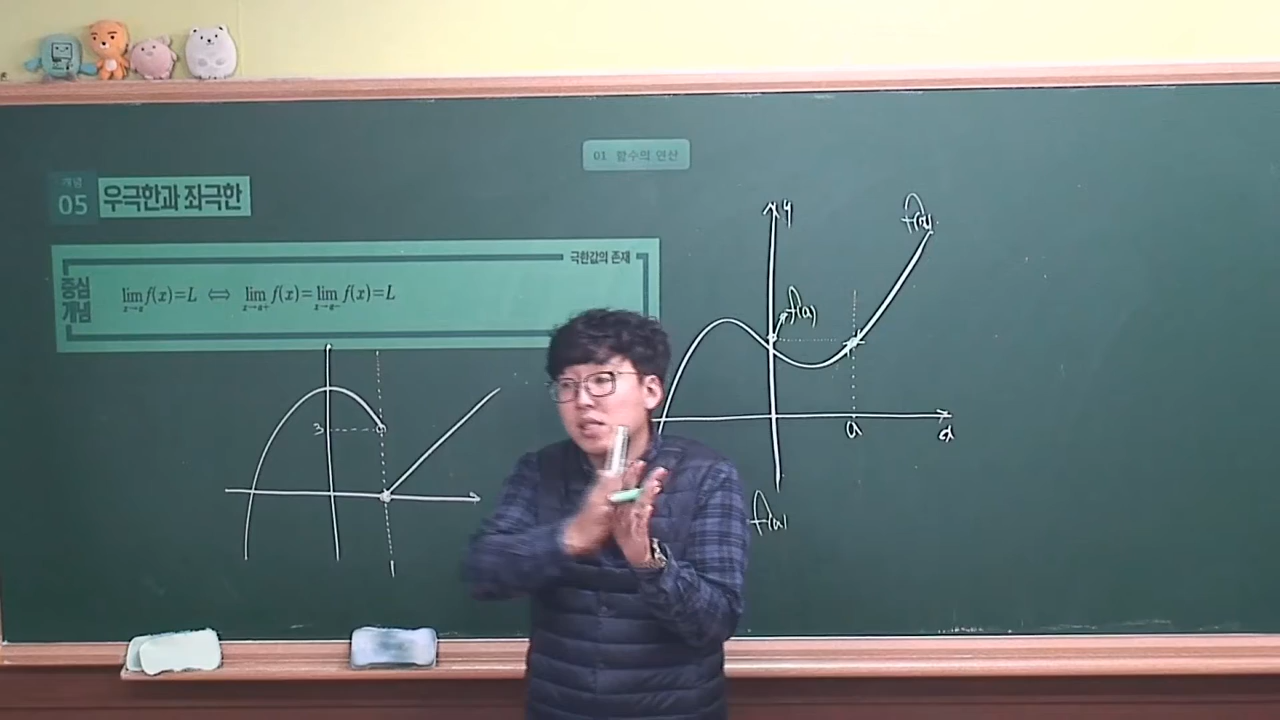 01 함수의 연산
개념
05
우극한과 좌극한
극한값의 존재
중심
개념
lim f(x)=L ⇔ lim f(x)=lim f(x)=L
x→a x→a+ x→a-
3
y
f(x)
f(a)
a
x
f(a)